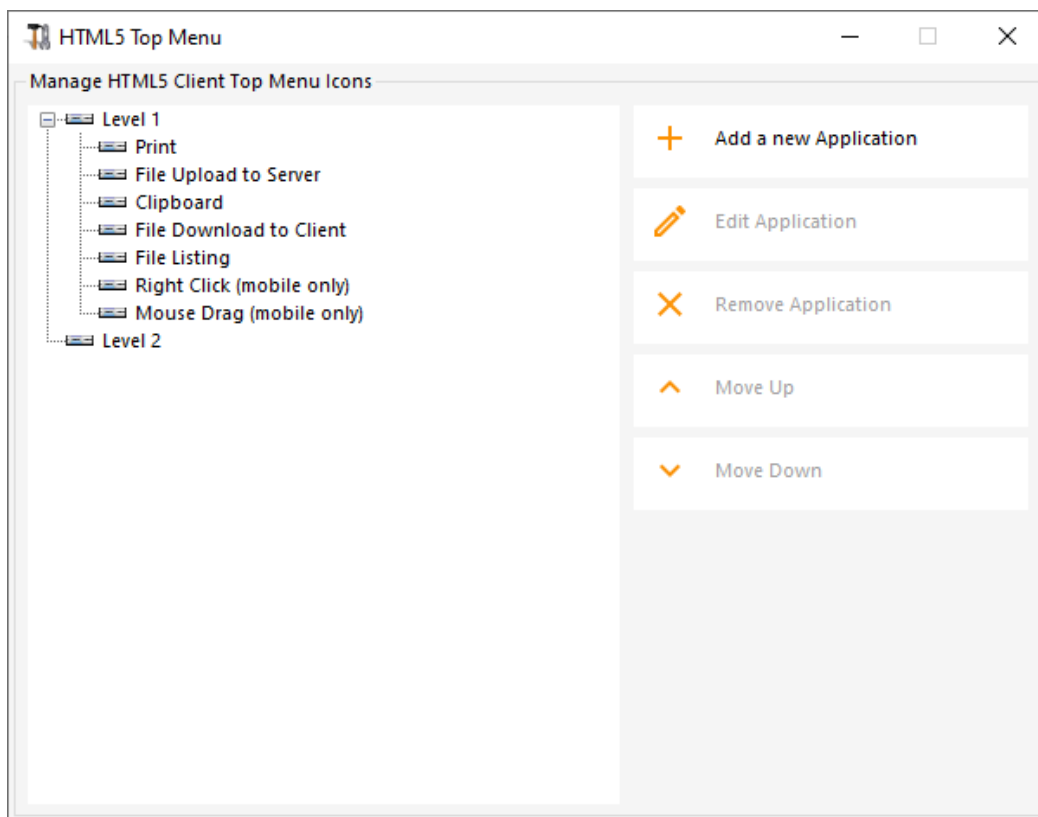 HTML5 Top Menu
Manage HTML5 Client Top Menu Icons
Level 1
Print
File Upload to Server
Clipboard
File Download to Client
File Listing
Right Click (mobile only)
Mouse Drag (mobile only)
Level 2
Add a new Application
Edit Application
Remove Application
Move Up
Move Down